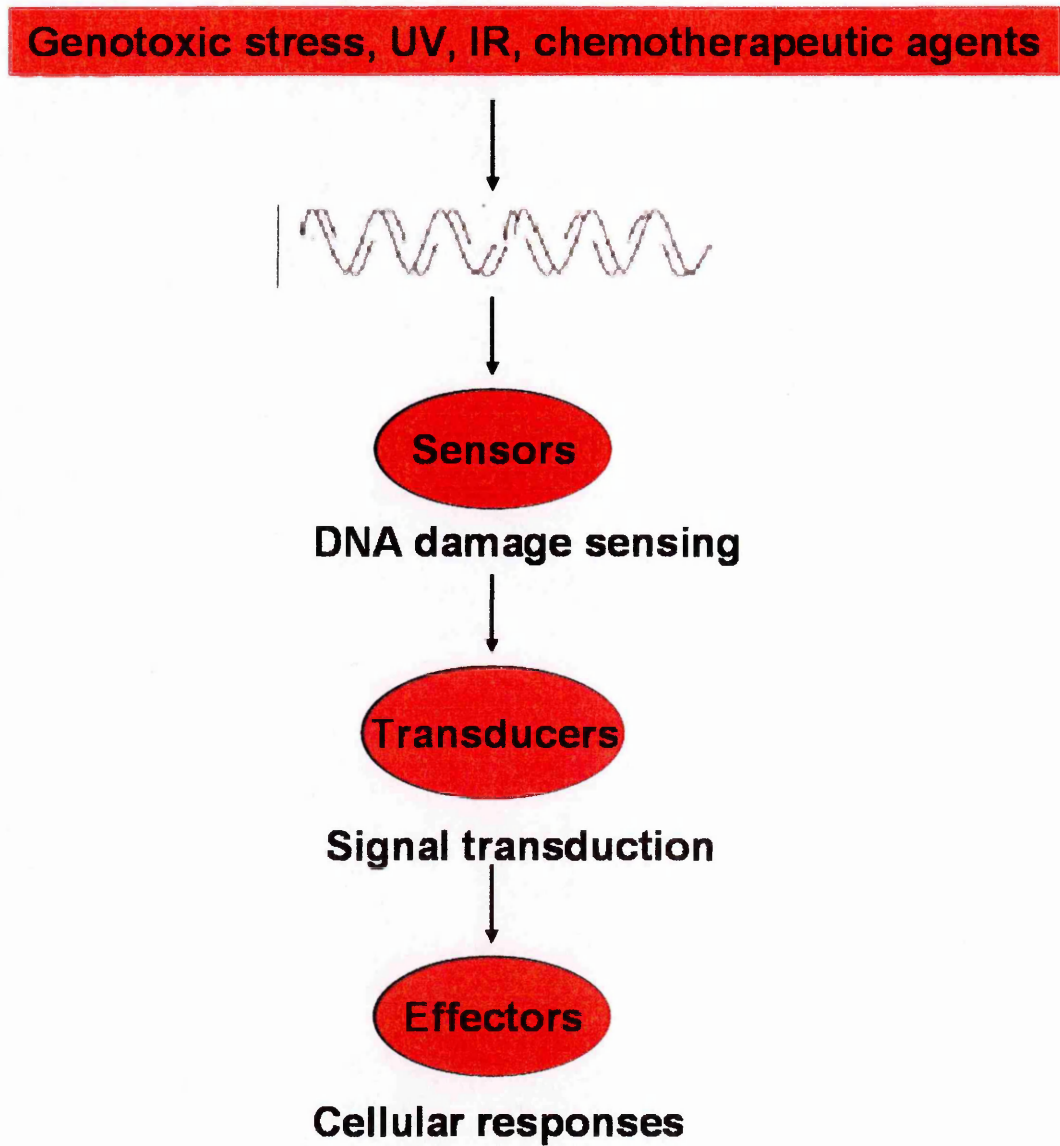 Genotoxic stress, UV, IR, chemotherapeutic agents
Sensors
DNA damage sensing
Transducers
Signal transduction
Effectors
Cellular responses